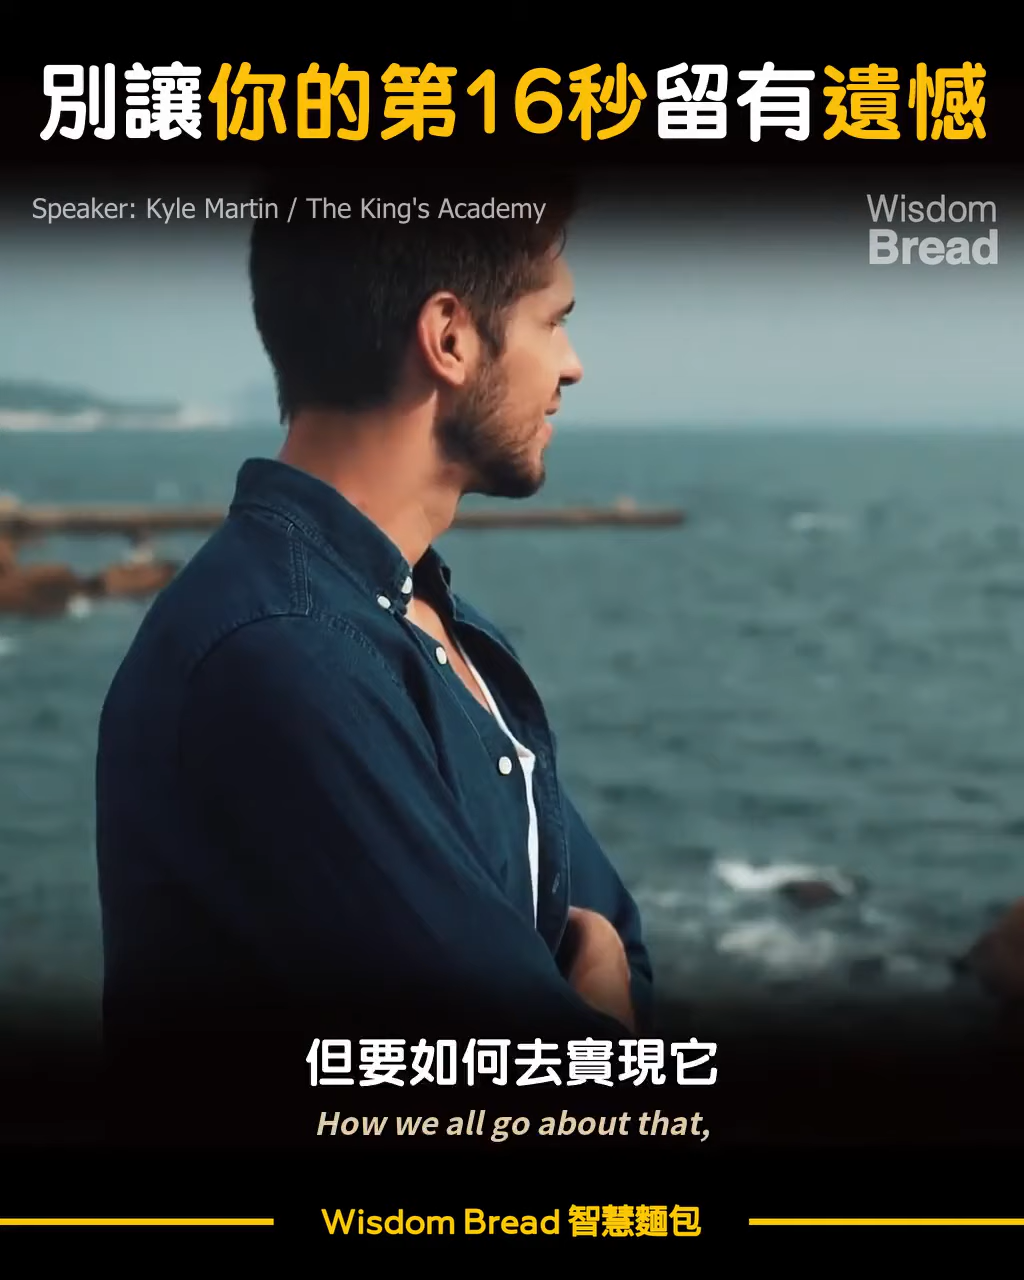 別讓你的第16秒留有遺憾
Speaker: Kyle Martin / The King's Academy
Wisdom
Bread
但要如何去實現它
How we all go about that,
Wisdom Bread 智慧麵包